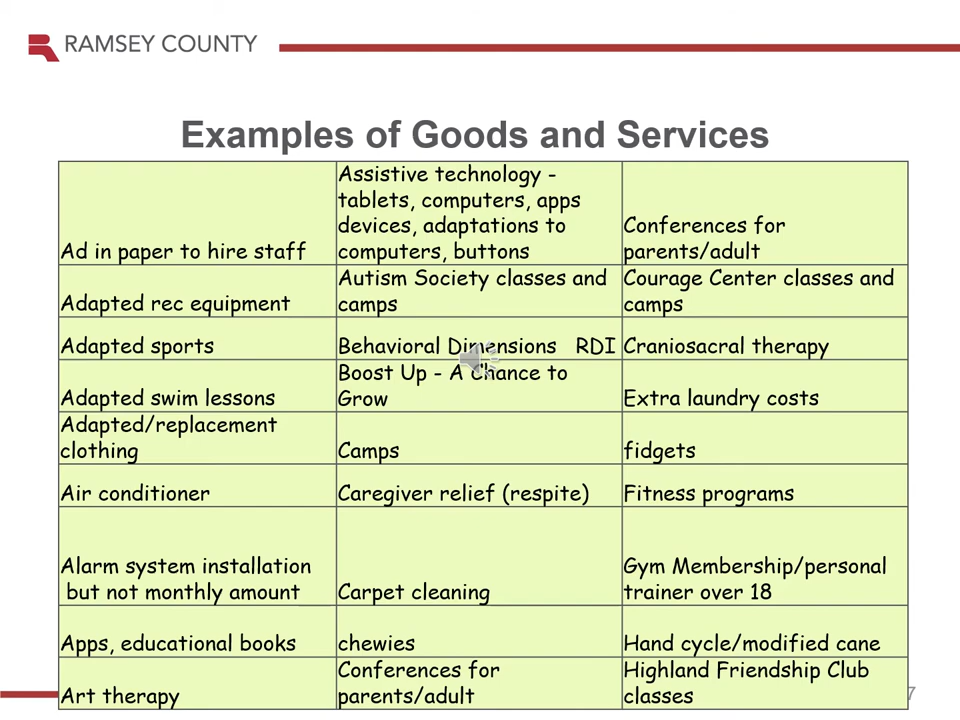 RAMSEY COUNTY
Examples of Goods and Services
Ad in paper to hire staff
Assistive technology -
tablets, computers, apps
devices, adaptations to
computers, buttons
Conferences for
parents/adult
Adapted rec equipment
Autism Society classes and
camps
Courage Center classes and
camps
Adapted sports
Behavioral Dimensions RDI
Craniosacral therapy
Adapted swim lessons
Boost Up - A Chance to
Grow
Extra laundry costs
Adapted/replacement
clothing
Camps
fidgets
Air conditioner
Caregiver relief (respite)
Fitness programs
Alarm system installation
but not monthly amount
Carpet cleaning
Gym Membership/personal
trainer over 18
Apps, educational books
chewies
Hand cycle/modified cane
Art therapy
Conferences for
parents/adult
Highland Friendship Club
classes
7